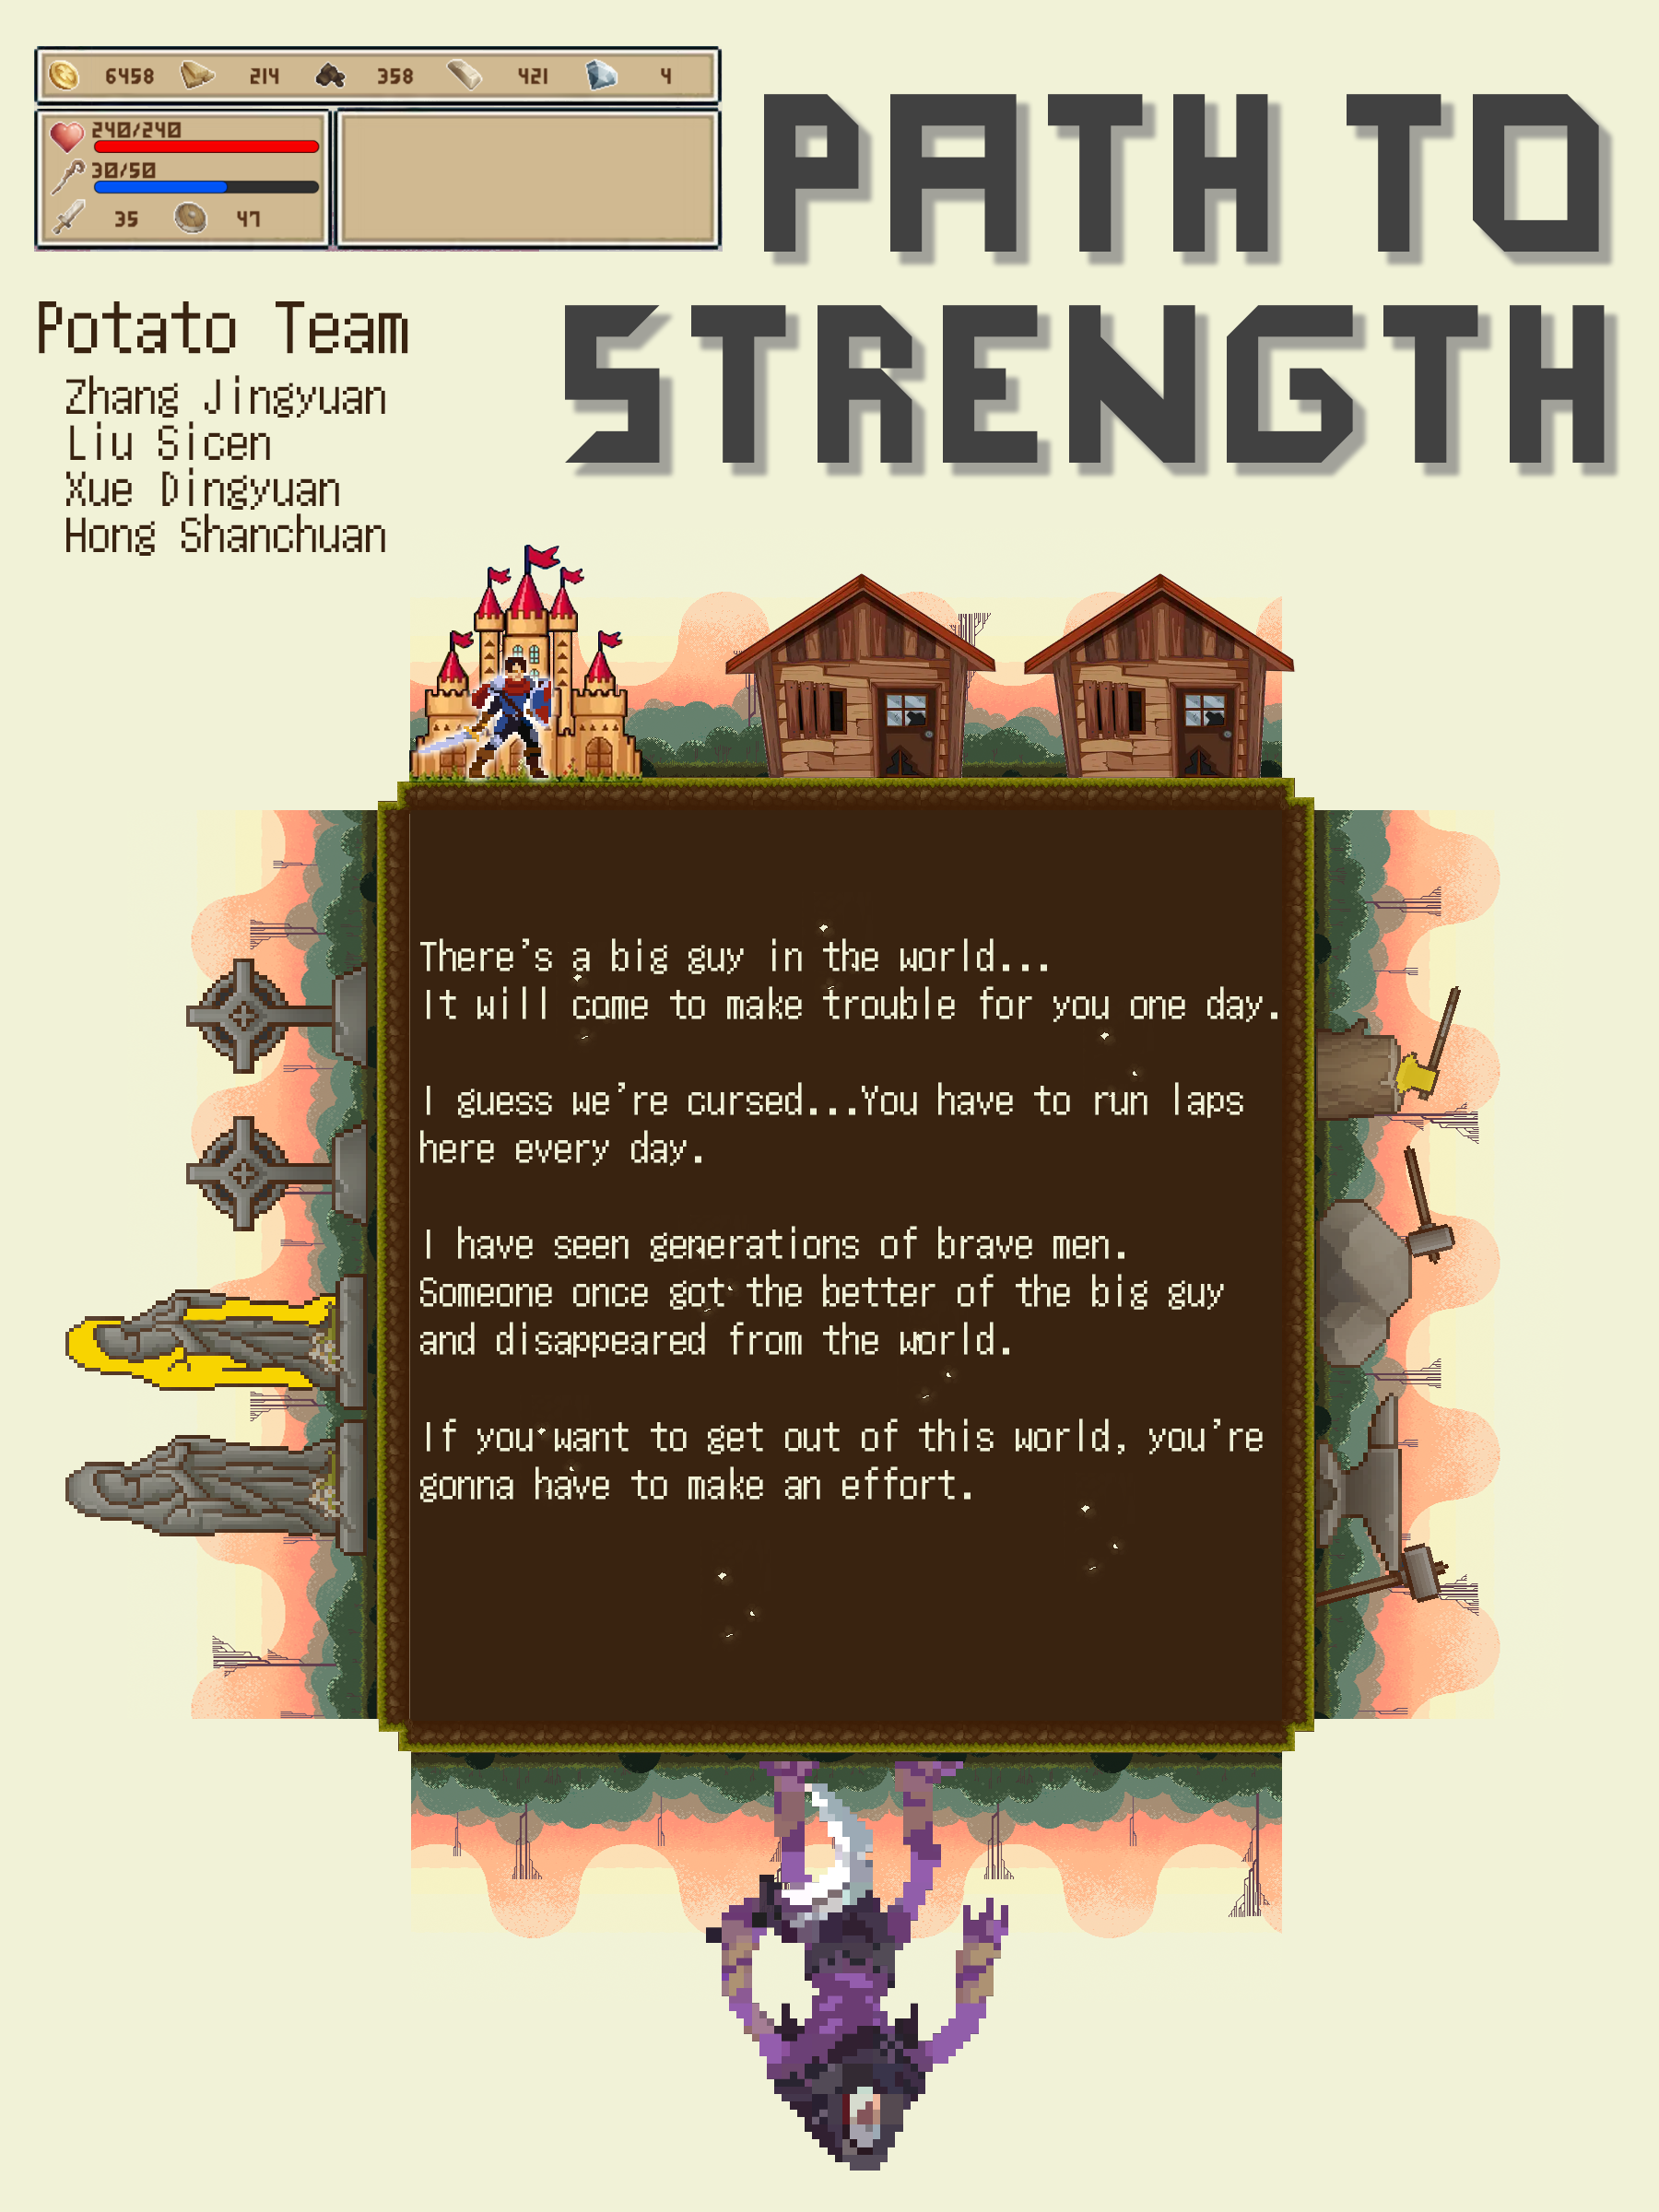 6458 214 358 421 4
240/240
30/50
35 47
PATH TO
STRENGTH
Potato Team
Zhang Jingyuan
Liu Sicen
Xue Dingyuan
Hong Shanchuan
There's a big guy in the world...
It will come to make trouble for you one day.
I guess we're cursed...You have to run laps
here every day.
I have seen generations of brave men.
Someone once got the better of the big guy
and disappeared from the world.
If you want to get out of this world, you're
gonna have to make an effort.